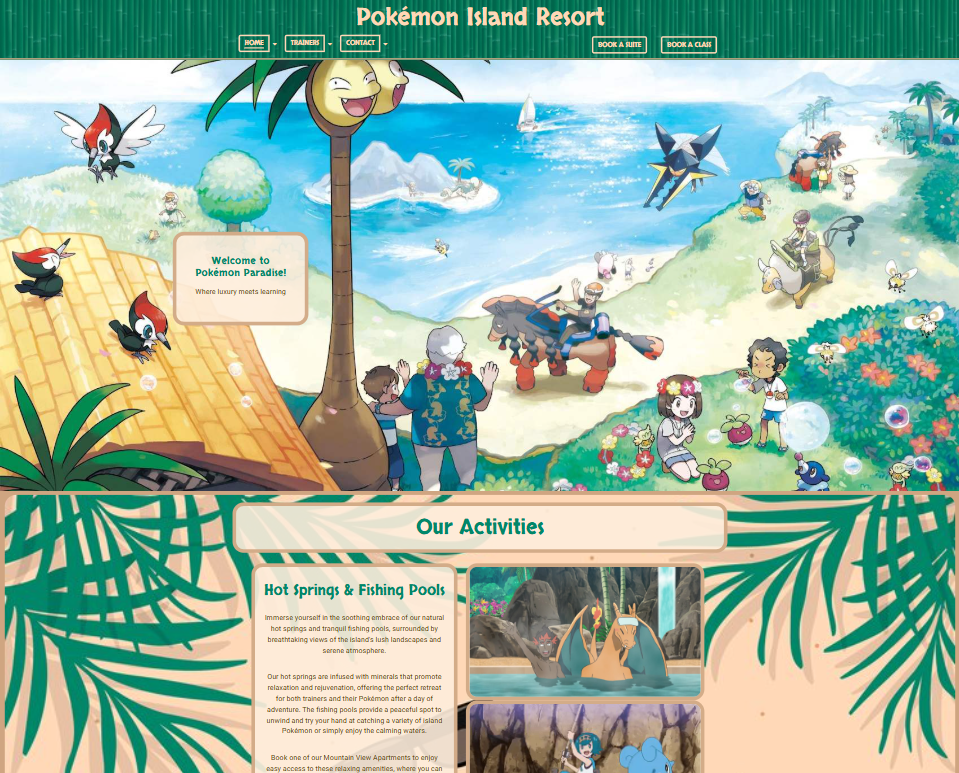 Pokémon Island Resort
HOME TRAINERS CONTACT BOOK A SUITE BOOK A CLASS
Welcome to
Pokémon Paradise!
Where luxury meets learning
Our Activities
Hot Springs & Fishing Pools
Immerse yourself in the soothing embrace of our natural
hot springs and tranquil fishing pools, surrounded by
breathtaking views of the island's lush landscapes and
serene atmosphere.
Our hot springs are infused with minerals that promote
relaxation and rejuvenation, offering the perfect retreat
for both trainers and their Pokémon after a day of
adventure. The fishing pools provide a peaceful spot to
unwind and try your hand at catching a variety of island
Pokémon or simply enjoy the calming waters.
Book one of our Mountain View Apartments to enjoy
easy access to these relaxing amenities, where you can